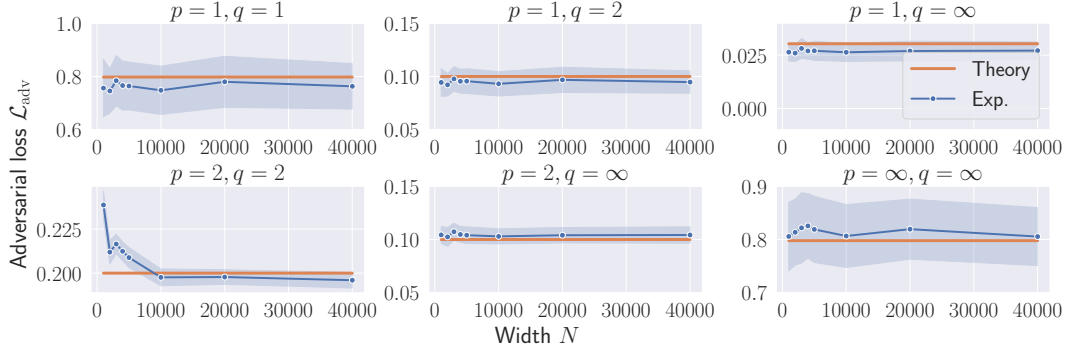 p = 1, q = 1
p = 1, q = 2
p = 1, q = ∞
1.0
0.8
0.6
0.15
0.10
0.05
0.025
0.000
Theory
Exp.
0 10000 20000 30000 40000
0 10000 20000 30000 40000
0 10000 20000 30000 40000
Adversarial loss ℒadv
p = 2, q = 2
p = 2, q = ∞
p = ∞, q = ∞
0.225
0.200
0.15
0.10
0.05
0.9
0.8
0.7
0 10000 20000 30000 40000
0 10000 20000 30000 40000
0 10000 20000 30000 40000
Width N